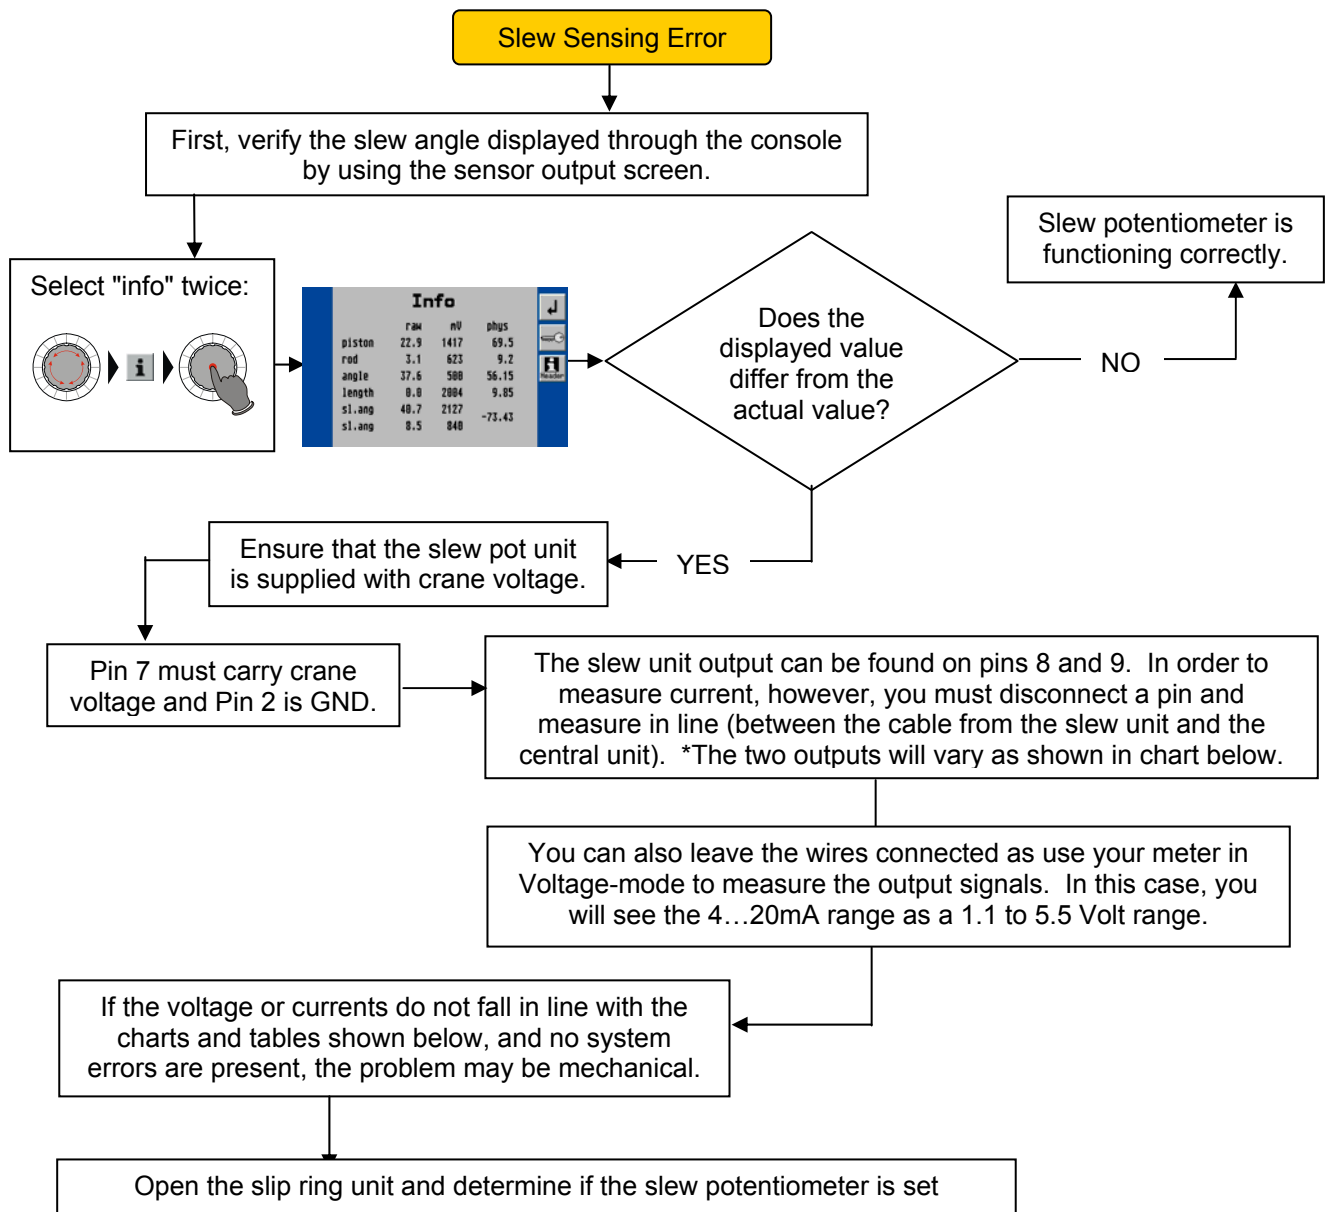 Slew Sensing Error
First, verify the slew angle displayed through the console
by using the sensor output screen.
Select "info" twice:
i
Info
raw mV phys
piston 22.9 1417 69.5
rod 3.1 623 9.2
angle 37.6 508 56.15
length 0.0 2004 9.85
sl.ang 40.7 2127
-73.43
sl.ang 8.5 840
Does the
displayed value
differ from the
actual value?
NO
Slew potentiometer is
functioning correctly.
YES
Ensure that the slew pot unit
is supplied with crane voltage.
Pin 7 must carry crane
voltage and Pin 2 is GND.
The slew unit output can be found on pins 8 and 9. In order to
measure current, however, you must disconnect a pin and
measure in line (between the cable from the slew unit and the
central unit). *The two outputs will vary as shown in chart below.
You can also leave the wires connected as use your meter in
Voltage-mode to measure the output signals. In this case, you
will see the 4…20mA range as a 1.1 to 5.5 Volt range.
If the voltage or currents do not fall in line with the
charts and tables shown below, and no system
errors are present, the problem may be mechanical.
Open the slip ring unit and determine if the slew potentiometer is set